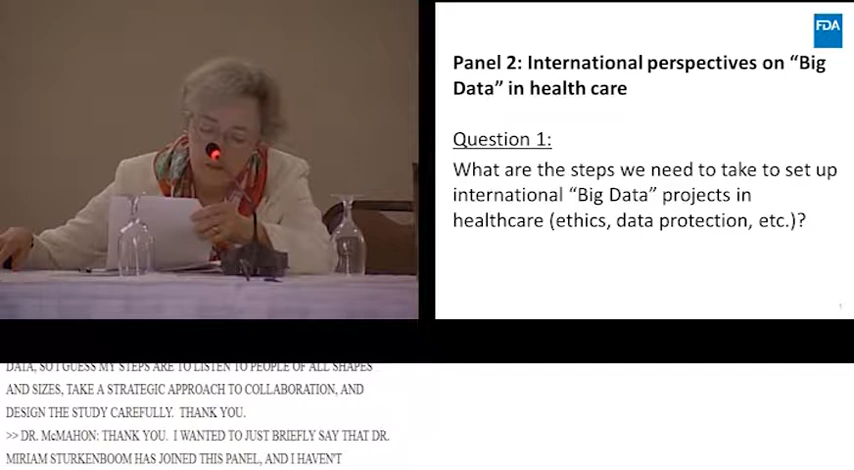 FDA
Panel 2: International perspectives on “Big
Data” in health care
Question 1:
What are the steps we need to take to set up
international “Big Data” projects in
healthcare (ethics, data protection, etc.)?
1
DATA, SO I GUESS MY STEPS ARE TO LISTEN TO PEOPLE OF ALL SHAPES
AND SIZES, TAKE A STRATEGIC APPROACH TO COLLABORATION, AND
DESIGN THE STUDY CAREFULLY. THANK YOU.
>> DR. McMAHON: THANK YOU. I WANTED TO JUST BRIEFLY SAY THAT DR.
MIRIAM STURKENBOOM HAS JOINED THIS PANEL, AND I HAVEN'T